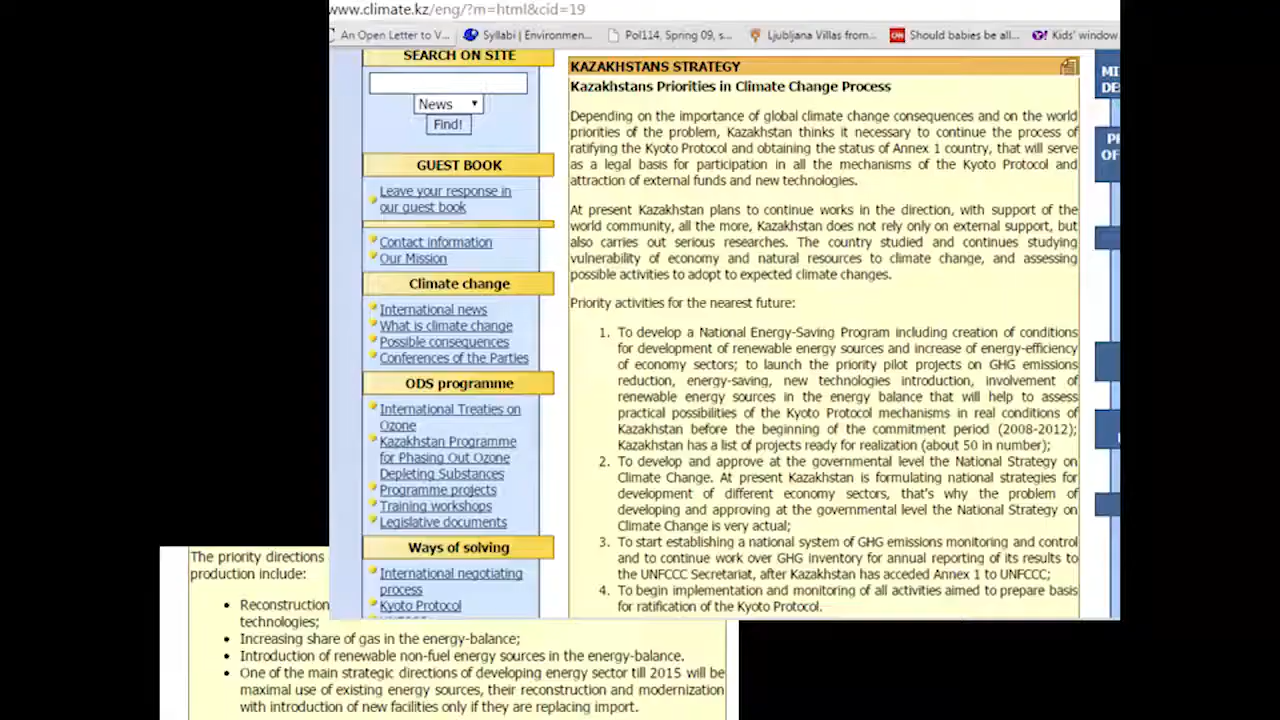 www.climate.kz/eng/?m=html&cid=19
An Open Letter to V...
Syllabi | Environmen...
Pol114, Spring 09, s...
Ljubljana Villas from...
Should babies be all...
Kids' window
SEARCH ON SITE
News
Find!
GUEST BOOK
Leave your response in
our guest book
Contact information
Our Mission
Climate change
International news
What is climate change
Possible consequences
Conferences of the Parties
ODS programme
International Treaties on
Ozone
Kazakhstan Programme
for Phasing Out Ozone
Depleting Substances
Programme projects
Training workshops
Legislative documents
Ways of solving
International negotiating
process
Kyoto Protocol
KAZAKHSTANS STRATEGY
Kazakhstans Priorities in Climate Change Process
Depending on the importance of global climate change consequences and on the world
priorities of the problem, Kazakhstan thinks it necessary to continue the process of
ratifying the Kyoto Protocol and obtaining the status of Annex 1 country, that will serve
as a legal basis for participation in all the mechanisms of the Kyoto Protocol and
attraction of external funds and new technologies.
At present Kazakhstan plans to continue works in the direction, with support of the
world community, all the more, Kazakhstan does not rely only on external support, but
also carries out serious researches. The country studied and continues studying
vulnerability of economy and natural resources to climate change, and assessing
possible activities to adopt to expected climate changes.
Priority activities for the nearest future:
1. To develop a National Energy-Saving Program including creation of conditions
for development of renewable energy sources and increase of energy-efficiency
of economy sectors; to launch the priority pilot projects on GHG emissions
reduction, energy-saving, new technologies introduction, involvement of
renewable energy sources in the energy balance that will help to assess
practical possibilities of the Kyoto Protocol mechanisms in real conditions of
Kazakhstan before the beginning of the commitment period (2008-2012);
Kazakhstan has a list of projects ready for realization (about 50 in number);
2. To develop and approve at the governmental level the National Strategy on
Climate Change. At present Kazakhstan is formulating national strategies for
development of different economy sectors, that's why the problem of
developing and approving at the governmental level the National Strategy on
Climate Change is very actual;
3. To start establishing a national system of GHG emissions monitoring and control
and to continue work over GHG inventory for annual reporting of its results to
the UNFCCC Secretariat, after Kazakhstan has acceded Annex 1 to UNFCCC;
4. To begin implementation and monitoring of all activities aimed to prepare basis
for ratification of the Kyoto Protocol.
MI
DE
PR
OF
The priority directions
production include:
• Reconstruction
technologies;
• Increasing share of gas in the energy-balance;
• Introduction of renewable non-fuel energy sources in the energy-balance.
• One of the main strategic directions of developing energy sector till 2015 will be
maximal use of existing energy sources, their reconstruction and modernization
with introduction of new facilities only if they are replacing import.